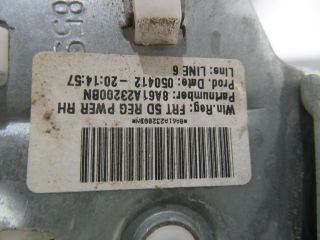 Win.Reg: FRT 5D REG PWER RH
Partnumber: 8A61A23200BN
Prod. Date: 050412 - 20:14:57
Line: LINE 6